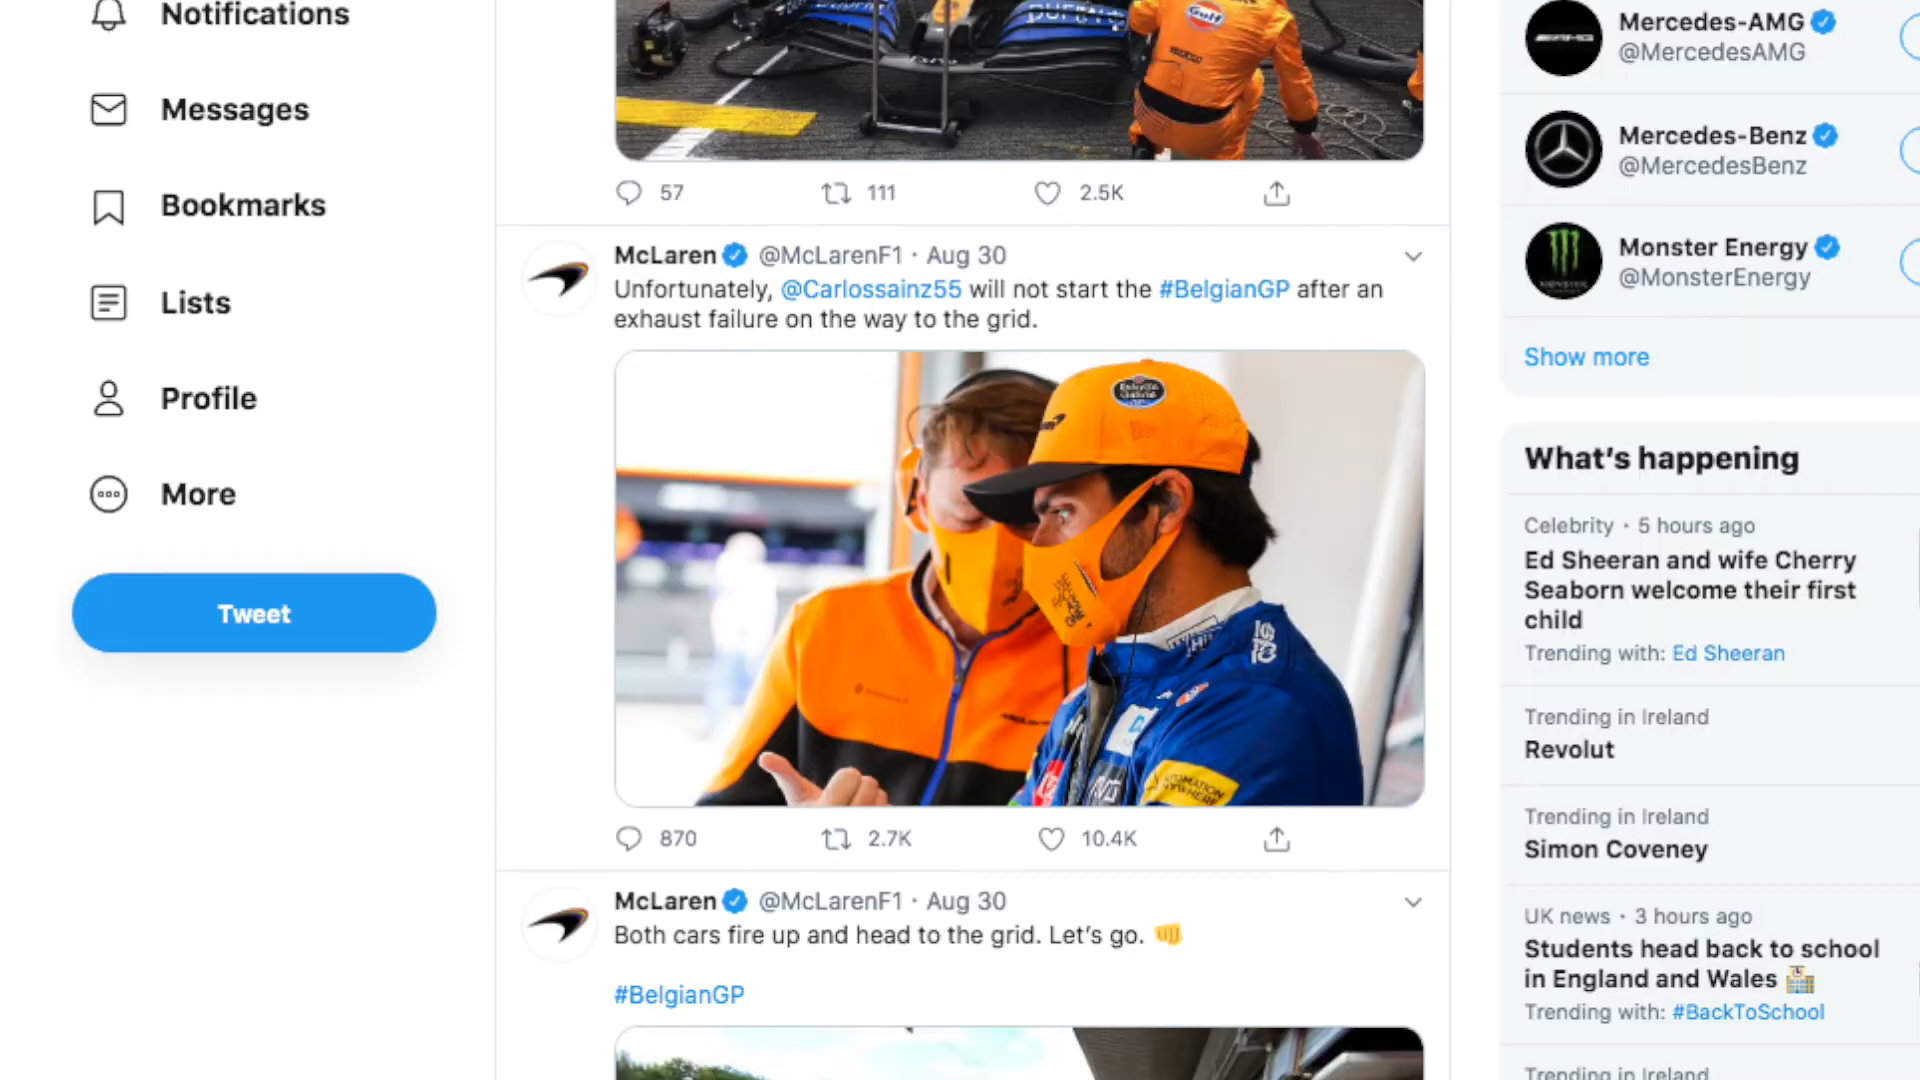 Notifications
Messages
Bookmarks
Lists
Profile
More
Tweet
Gulf
57
111
2.5K
McLaren @McLarenF1 · Aug 30
Unfortunately, @Carlossainz55 will not start the #BelgianGP after an
exhaust failure on the way to the grid.
AUTOMATION
ANYWHERE
870
2.7K
10.4K
McLaren @McLarenF1 · Aug 30
Both cars fire up and head to the grid. Let's go. 👊
#BelgianGP
Mercedes-AMG
@MercedesAMG
Mercedes-Benz
@MercedesBenz
Monster Energy
@MonsterEnergy
Show more
What's happening
Celebrity · 5 hours ago
Ed Sheeran and wife Cherry
Seaborn welcome their first
child
Trending with: Ed Sheeran
Trending in Ireland
Revolut
Trending in Ireland
Simon Coveney
UK news · 3 hours ago
Students head back to school
in England and Wales 🏫
Trending with: #BackToSchool
Trending in Ireland